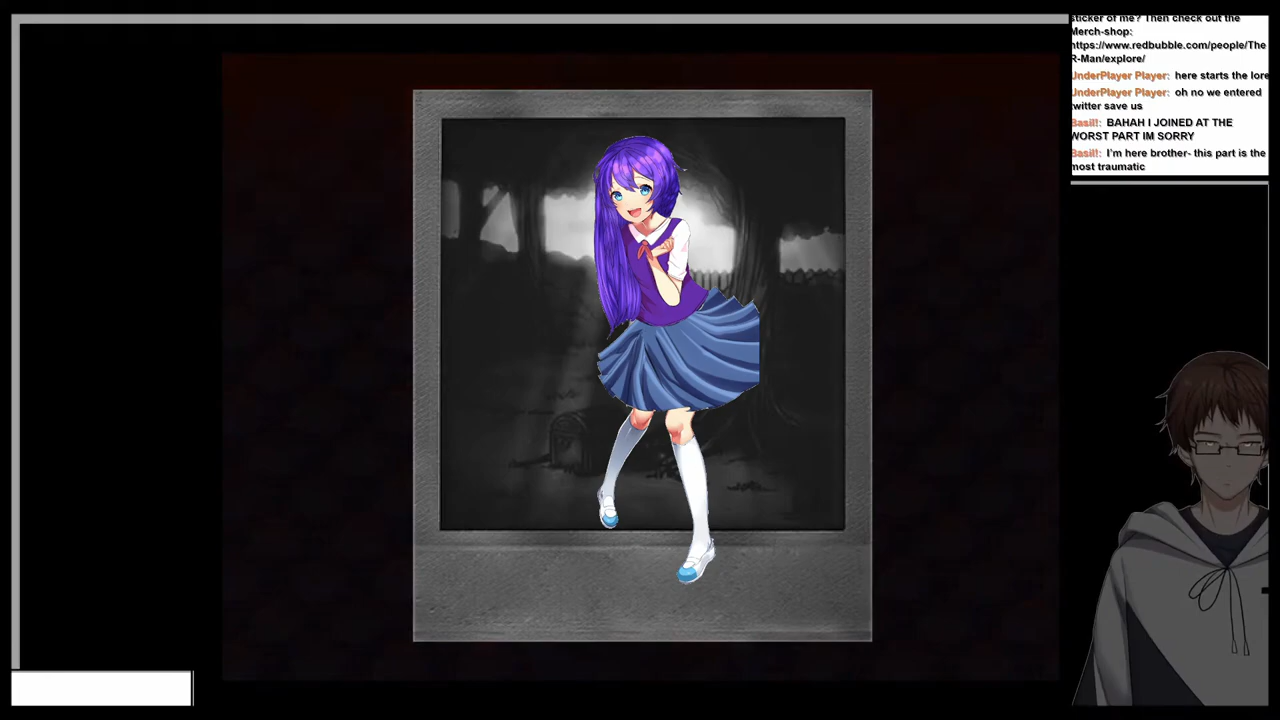 sticker of me? Then check out the
Merch-shop:
https://www.redbubble.com/people/The
R-Man/explore/
UnderPlayer Player: here starts the lore
UnderPlayer Player: oh no we entered
twitter save us
Basil!: BAHAH I JOINED AT THE
WORST PART IM SORRY
Basil!: I'm here brother- this part is the
most traumatic